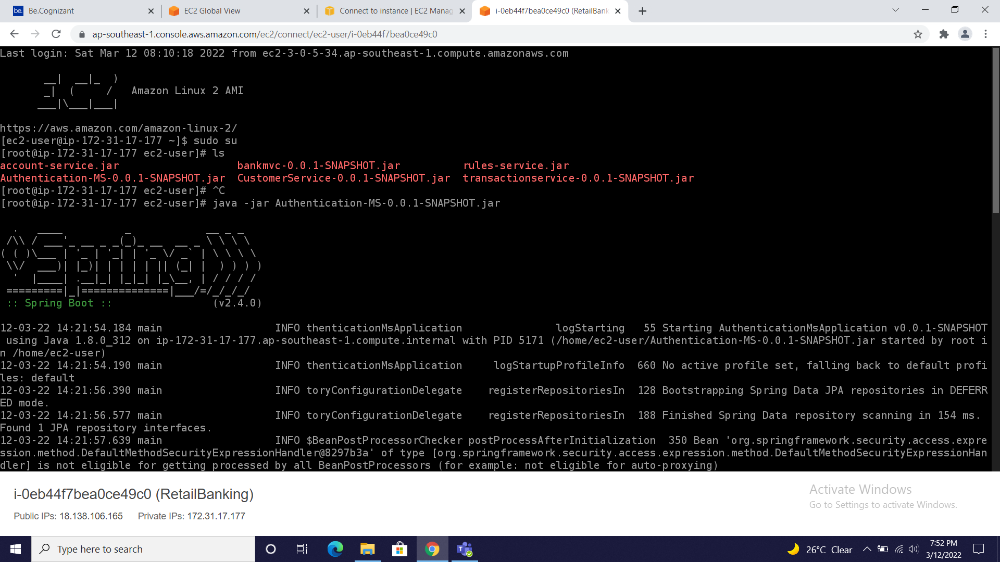 be. Be.Cognizant
EC2 Global View
Connect to instance | EC2 Manag
i-0eb44f7bea0ce49c0 (RetailBank
ap-southeast-1.console.aws.amazon.com/ec2/connect/ec2-user/i-0eb44f7bea0ce49c0
Last login: Sat Mar 12 08:10:18 2022 from ec2-3-0-5-34.ap-southeast-1.compute.amazonaws.com
       __|  __|_  )
       _|  (     /   Amazon Linux 2 AMI
      ___|\___|___|
https://aws.amazon.com/amazon-linux-2/
[ec2-user@ip-172-31-17-177 ~]$ sudo su
[root@ip-172-31-17-177 ec2-user]# ls
account-service.jar                   bankmvc-0.0.1-SNAPSHOT.jar          rules-service.jar
Authentication-MS-0.0.1-SNAPSHOT.jar  CustomerService-0.0.1-SNAPSHOT.jar  transactionservice-0.0.1-SNAPSHOT.jar
[root@ip-172-31-17-177 ec2-user]# ^C
[root@ip-172-31-17-177 ec2-user]# java -jar Authentication-MS-0.0.1-SNAPSHOT.jar
  .   ____          _            __ _ _
 /\\ / ___'_ __ _ _(_)_ __  __ _ \ \ \ \
( ( )\___ | '_ | '_| | '_ \/ _` | \ \ \ \
 \\/  ___)| |_)| | | | | || (_| |  ) ) ) )
  '  |____| .__|_| |_|_| |_\__, | / / / /
 =========|_|==============|___/=/_/_/_/
 :: Spring Boot ::                (v2.4.0)
12-03-22 14:21:54.184 main                  INFO thenticationMsApplication               logStarting   55 Starting AuthenticationMsApplication v0.0.1-SNAPSHOT
 using Java 1.8.0_312 on ip-172-31-17-177.ap-southeast-1.compute.internal with PID 5171 (/home/ec2-user/Authentication-MS-0.0.1-SNAPSHOT.jar started by root i
n /home/ec2-user)
12-03-22 14:21:54.190 main                  INFO thenticationMsApplication     logStartupProfileInfo  660 No active profile set, falling back to default profi
les: default
12-03-22 14:21:56.390 main                  INFO toryConfigurationDelegate    registerRepositoriesIn  128 Bootstrapping Spring Data JPA repositories in DEFERR
ED mode.
12-03-22 14:21:56.577 main                  INFO toryConfigurationDelegate    registerRepositoriesIn  188 Finished Spring Data repository scanning in 154 ms.
Found 1 JPA repository interfaces.
12-03-22 14:21:57.639 main                  INFO $BeanPostProcessorChecker postProcessAfterInitialization  350 Bean 'org.springframework.security.access.expre
ssion.method.DefaultMethodSecurityExpressionHandler@8297b3a' of type [org.springframework.security.access.expression.method.DefaultMethodSecurityExpressionHan
dler] is not eligible for getting processed by all BeanPostProcessors (for example: not eligible for auto-proxying)
i-0eb44f7bea0ce49c0 (RetailBanking)
Public IPs: 18.138.106.165 Private IPs: 172.31.17.177
Activate Windows
Go to Settings to activate Windows.
Type here to search
26°C Clear
7:52 PM
3/12/2022